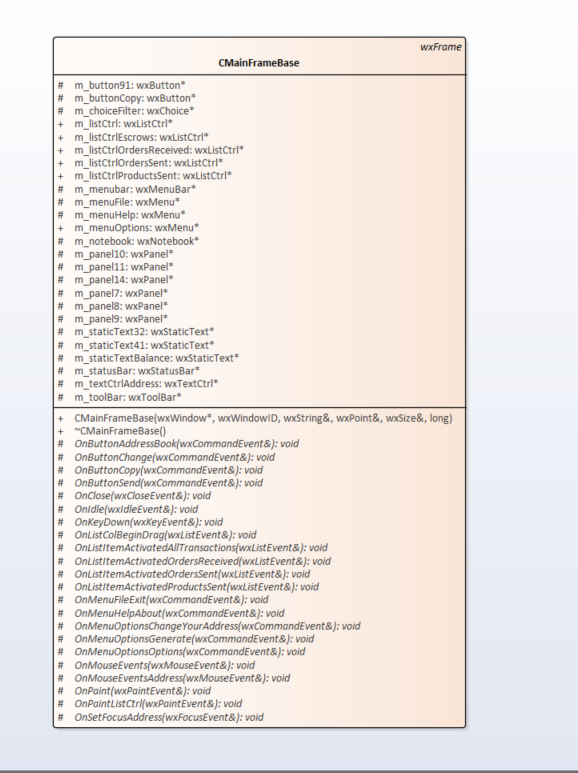 wxFrame
CMainFrameBase
# m_button91: wxButton*
# m_buttonCopy: wxButton*
# m_choiceFilter: wxChoice*
+ m_listCtrl: wxListCtrl*
+ m_listCtrlEscrows: wxListCtrl*
+ m_listCtrlOrdersReceived: wxListCtrl*
+ m_listCtrlOrdersSent: wxListCtrl*
+ m_listCtrlProductsSent: wxListCtrl*
# m_menubar: wxMenuBar*
# m_menuFile: wxMenu*
# m_menuHelp: wxMenu*
+ m_menuOptions: wxMenu*
# m_notebook: wxNotebook*
# m_panel10: wxPanel*
# m_panel11: wxPanel*
# m_panel14: wxPanel*
# m_panel7: wxPanel*
# m_panel8: wxPanel*
# m_panel9: wxPanel*
# m_staticText32: wxStaticText*
# m_staticText41: wxStaticText*
# m_staticTextBalance: wxStaticText*
# m_statusBar: wxStatusBar*
# m_textCtrlAddress: wxTextCtrl*
# m_toolBar: wxToolBar*
+ CMainFrameBase(wxWindow*, wxWindowID, wxString&, wxPoint&, wxSize&, long)
+ ~CMainFrameBase()
# OnButtonAddressBook(wxCommandEvent&): void
# OnButtonChange(wxCommandEvent&): void
# OnButtonCopy(wxCommandEvent&): void
# OnButtonSend(wxCommandEvent&): void
# OnClose(wxCloseEvent&): void
# OnIdle(wxIdleEvent&): void
# OnKeyDown(wxKeyEvent&): void
# OnListColBeginDrag(wxListEvent&): void
# OnListItemActivatedAllTransactions(wxListEvent&): void
# OnListItemActivatedOrdersReceived(wxListEvent&): void
# OnListItemActivatedOrdersSent(wxListEvent&): void
# OnListItemActivatedProductsSent(wxListEvent&): void
# OnMenuFileExit(wxCommandEvent&): void
# OnMenuHelpAbout(wxCommandEvent&): void
# OnMenuOptionsChangeYourAddress(wxCommandEvent&): void
# OnMenuOptionsGenerate(wxCommandEvent&): void
# OnMenuOptionsOptions(wxCommandEvent&): void
# OnMouseEvents(wxMouseEvent&): void
# OnMouseEventsAddress(wxMouseEvent&): void
# OnPaint(wxPaintEvent&): void
# OnPaintListCtrl(wxPaintEvent&): void
# OnSetFocusAddress(wxFocusEvent&): void